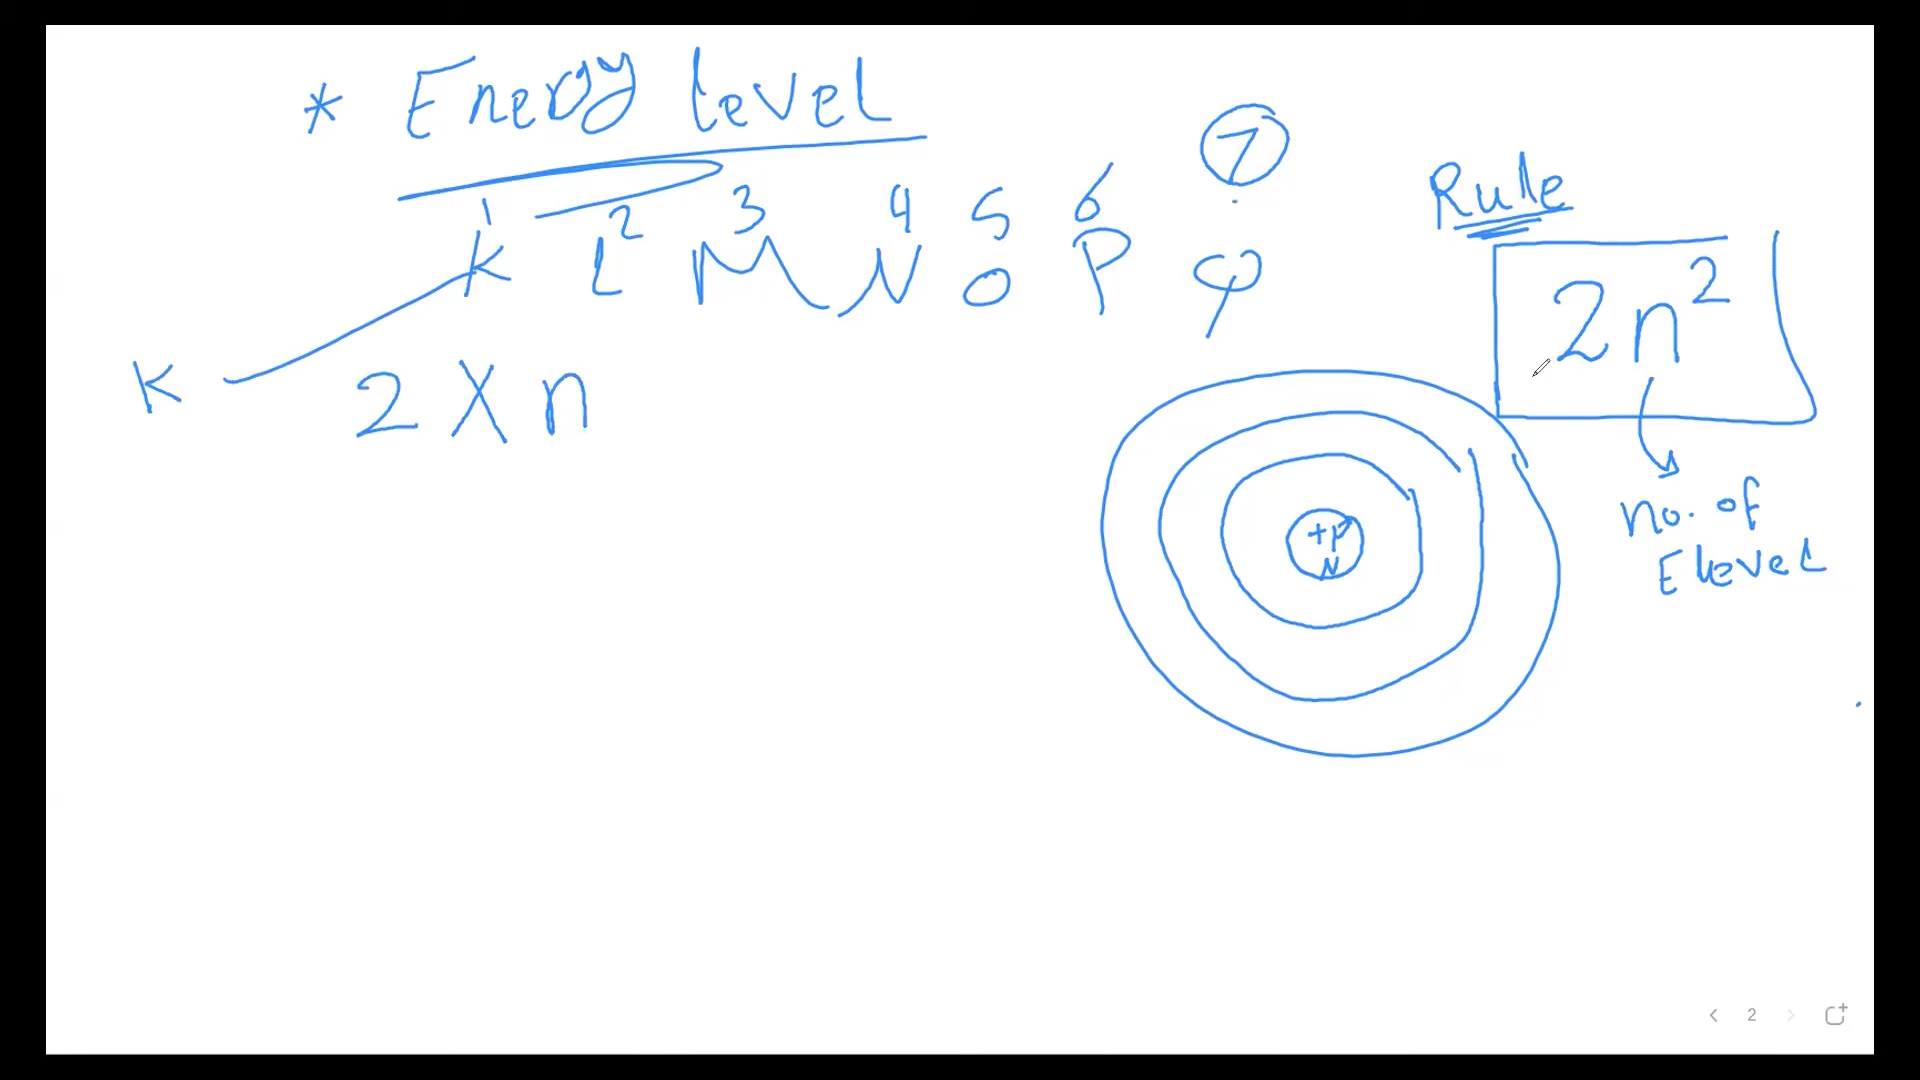 * Energy level
7
Rule
1 2 3 4 5 6
K L M N O P Q
2n²
K 2 X n
no. of
Elevel
+P
N
2